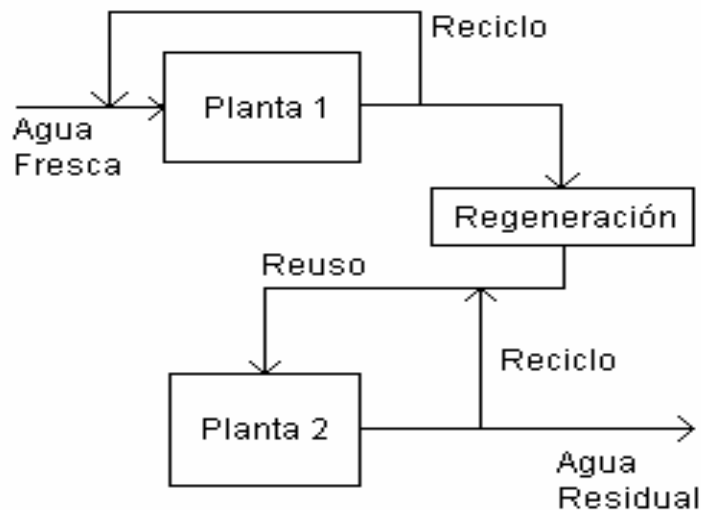 Reciclo
Planta 1
Agua
Fresca
Regeneración
Reuso
Reciclo
Planta 2
Agua
Residual